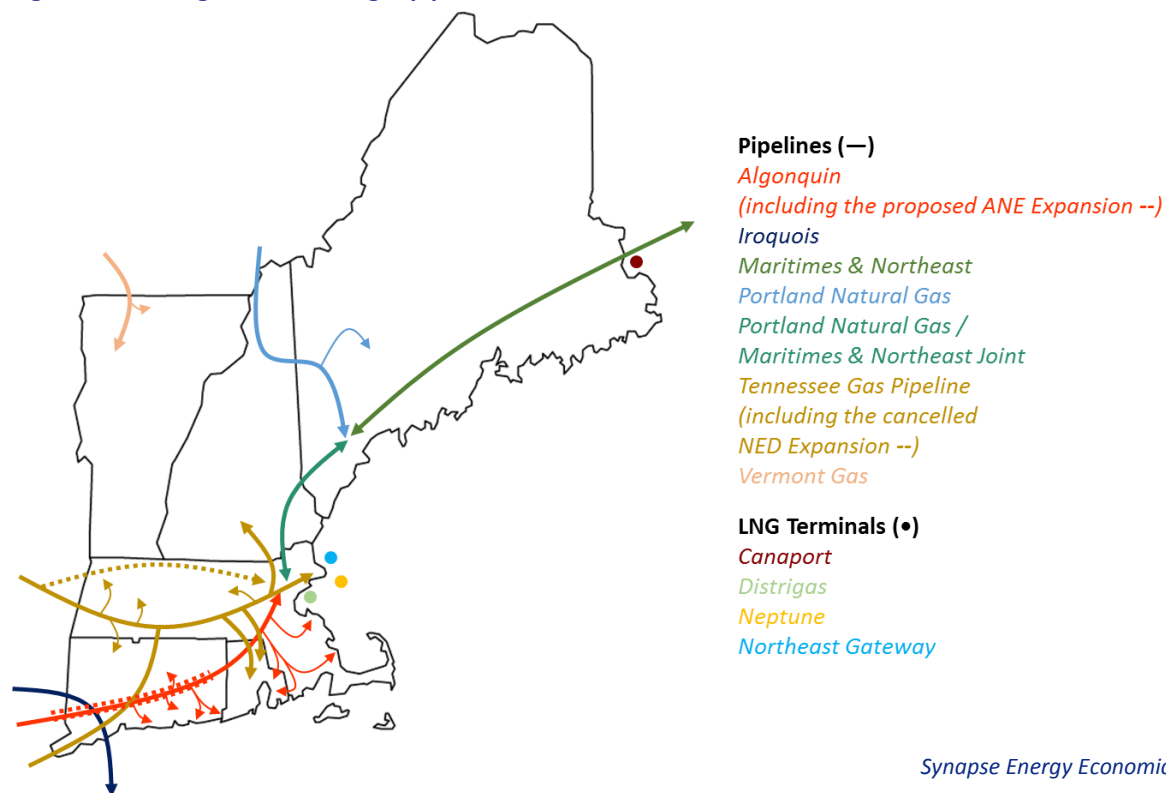 Pipelines (—)
Algonquin
(including the proposed ANE Expansion --)
Iroquois
Maritimes & Northeast
Portland Natural Gas
Portland Natural Gas /
Maritimes & Northeast Joint
Tennessee Gas Pipeline
(including the cancelled
NED Expansion --)
Vermont Gas
LNG Terminals (•)
Canaport
Distrigas
Neptune
Northeast Gateway
Synapse Energy Economic